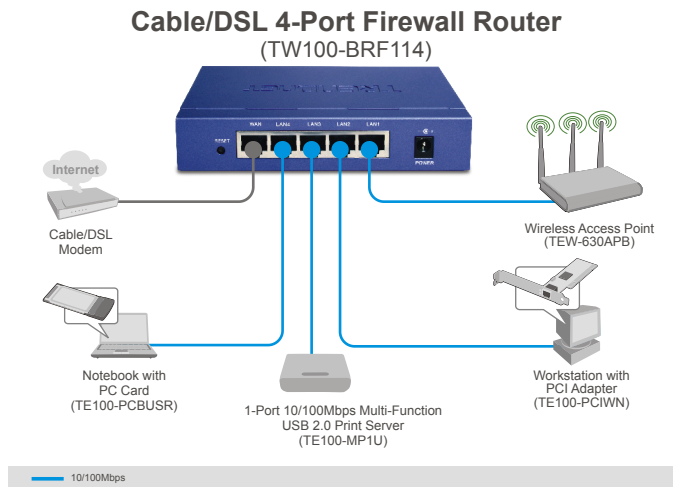 Cable/DSL 4-Port Firewall Router
(TW100-BRF114)
TRENDNET
WAN LAN4 LAN3 LAN2 LAN1
RESET
POWER
Internet
Cable/DSL
Modem
Wireless Access Point
(TEW-630APB)
Notebook with
PC Card
(TE100-PCBUSR)
1-Port 10/100Mbps Multi-Function
USB 2.0 Print Server
(TE100-MP1U)
Workstation with
PCI Adapter
(TE100-PCIWN)
10/100Mbps